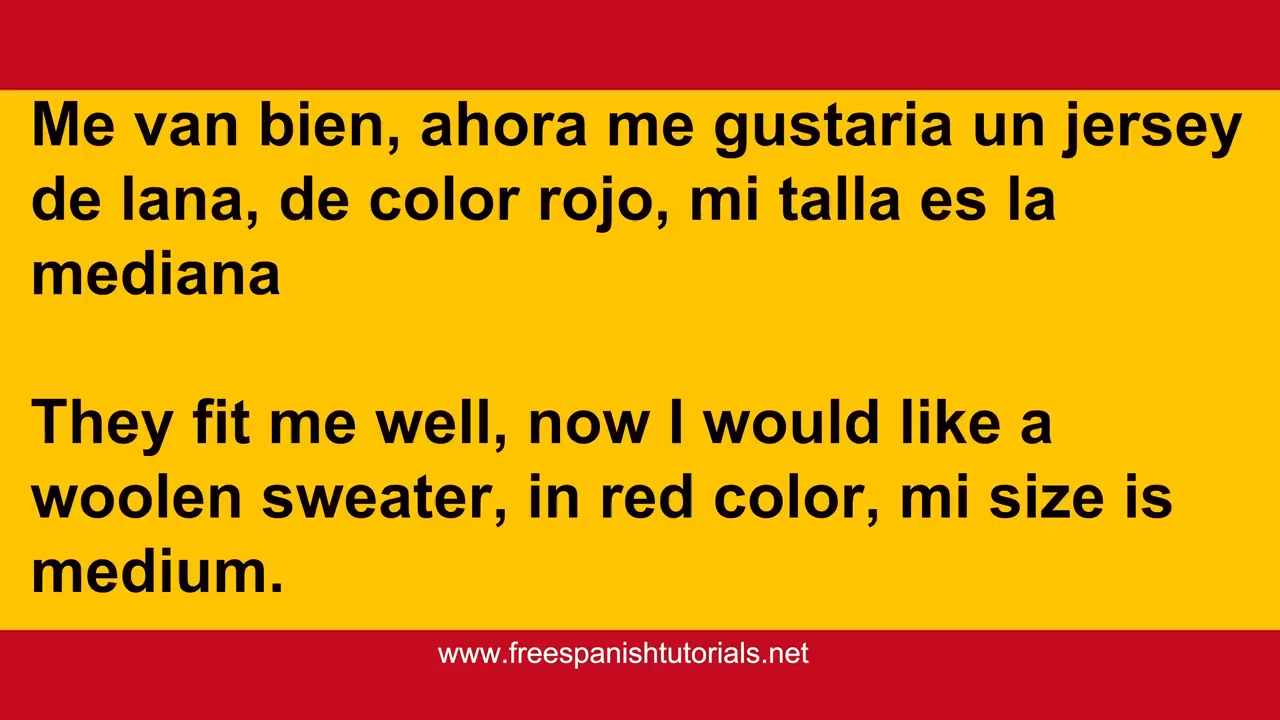 Me van bien, ahora me gustaria un jersey
de lana, de color rojo, mi talla es la
mediana
They fit me well, now I would like a
woolen sweater, in red color, mi size is
medium.
www.freespanishtutorials.net